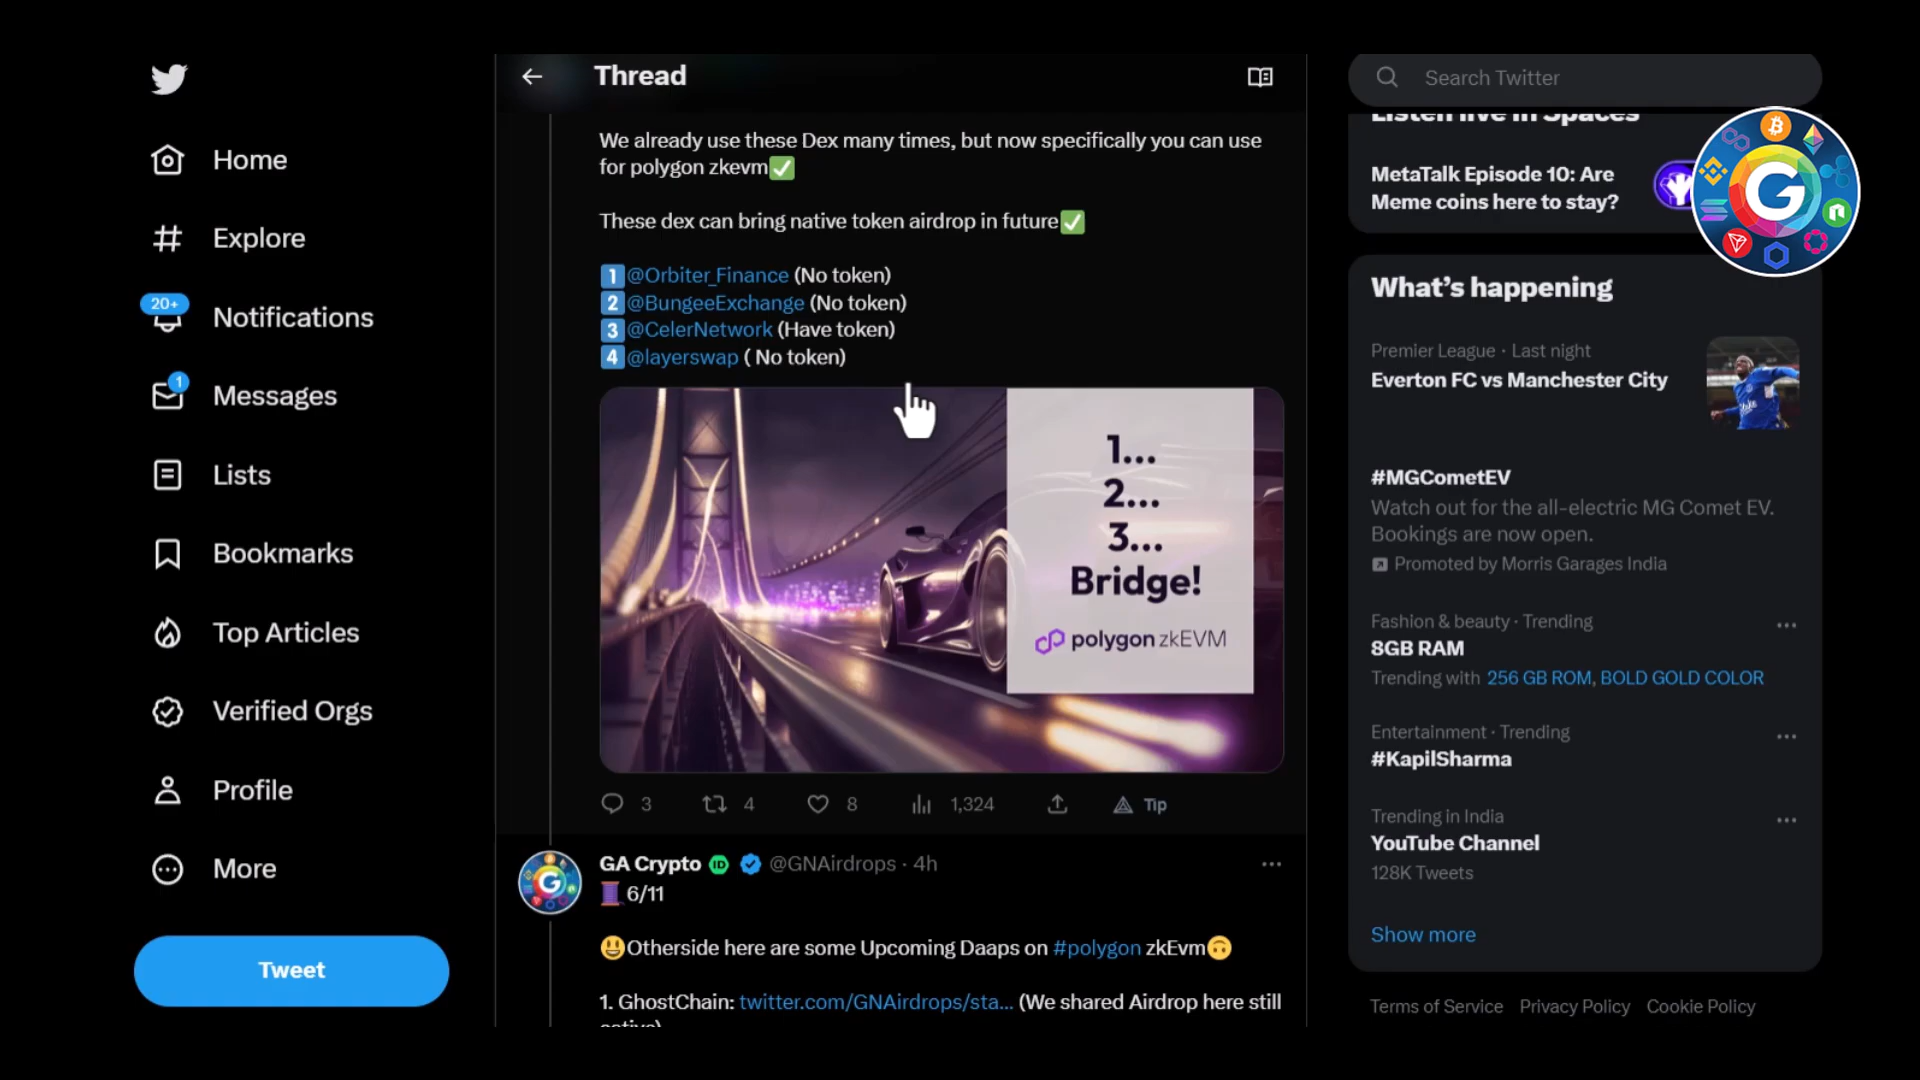 Home
Explore
20+
Notifications
1
Messages
Lists
Bookmarks
Top Articles
Verified Orgs
Profile
More
Tweet
Thread
We already use these Dex many times, but now specifically you can use
for polygon zkevm✅
These dex can bring native token airdrop in future✅
1️⃣@Orbiter_Finance (No token)
2️⃣@BungeeExchange (No token)
3️⃣@CelerNetwork (Have token)
4️⃣@layerswap ( No token)
1...
2...
3...
Bridge!
polygon zkEVM
3 4 8 1,324 Tip
GA Crypto ID @GNAirdrops · 4h
🧵6/11
😃Otherside here are some Upcoming Daaps on #polygon zkEvm🙃
1. GhostChain: twitter.com/GNAirdrops/sta... (We shared Airdrop here still
active)
Search Twitter
Listen live in Spaces
MetaTalk Episode 10: Are
Meme coins here to stay?
G
What's happening
Premier League · Last night
Everton FC vs Manchester City
#MGCometEV
Watch out for the all-electric MG Comet EV.
Bookings are now open.
Promoted by Morris Garages India
Fashion & beauty · Trending
8GB RAM
Trending with 256 GB ROM, BOLD GOLD COLOR
Entertainment · Trending
#KapilSharma
Trending in India
YouTube Channel
128K Tweets
Show more
Terms of Service Privacy Policy Cookie Policy